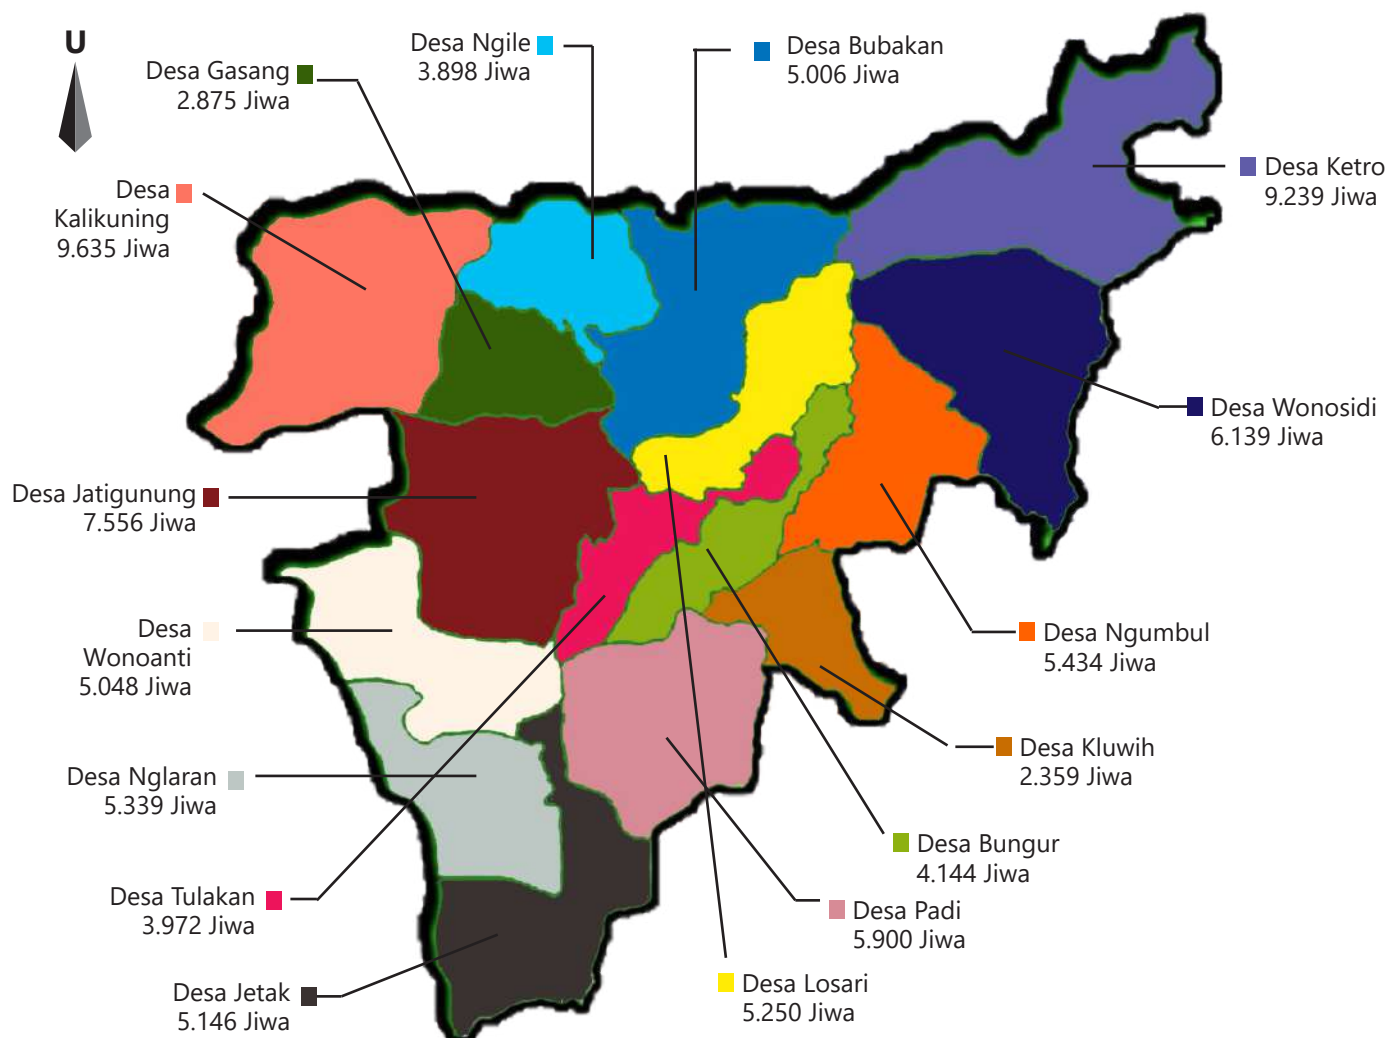 U
Desa Ngile
3.898 Jiwa
Desa Bubakan
5.006 Jiwa
Desa Gasang
2.875 Jiwa
Desa Ketro
9.239 Jiwa
Desa
Kalikuning
9.635 Jiwa
Desa Wonosidi
6.139 Jiwa
Desa Jatigunung
7.556 Jiwa
Desa
Wonoanti
5.048 Jiwa
Desa Ngumbul
5.434 Jiwa
Desa Kluwih
2.359 Jiwa
Desa Nglaran
5.339 Jiwa
Desa Bungur
4.144 Jiwa
Desa Tulakan
3.972 Jiwa
Desa Padi
5.900 Jiwa
Desa Losari
5.250 Jiwa
Desa Jetak
5.146 Jiwa